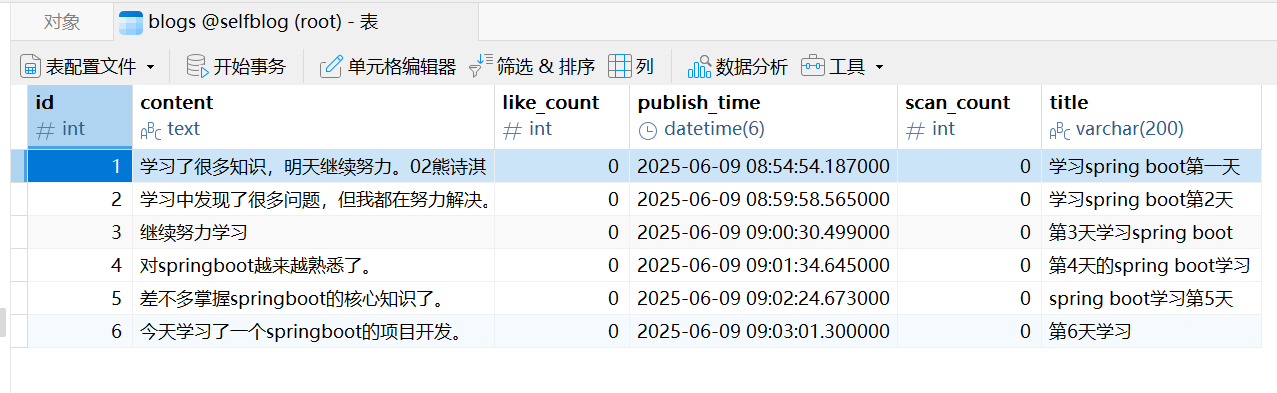 对象 blogs @selfblog (root) - 表
表配置文件 开始事务 单元格编辑器 筛选 & 排序 列 数据分析 工具
id content like_count publish_time scan_count title
# int ABC text # int datetime(6) # int ABC varchar(200)
1 学习了很多知识，明天继续努力。02熊诗淇 0 2025-06-09 08:54:54.187000 0 学习spring boot第一天
2 学习中发现了很多问题，但我都在努力解决。 0 2025-06-09 08:59:58.565000 0 学习spring boot第2天
3 继续努力学习 0 2025-06-09 09:00:30.499000 0 第3天学习spring boot
4 对springboot越来越熟悉了。 0 2025-06-09 09:01:34.645000 0 第4天的spring boot学习
5 差不多掌握springboot的核心知识了。 0 2025-06-09 09:02:24.673000 0 spring boot学习第5天
6 今天学习了一个springboot的项目开发。 0 2025-06-09 09:03:01.300000 0 第6天学习